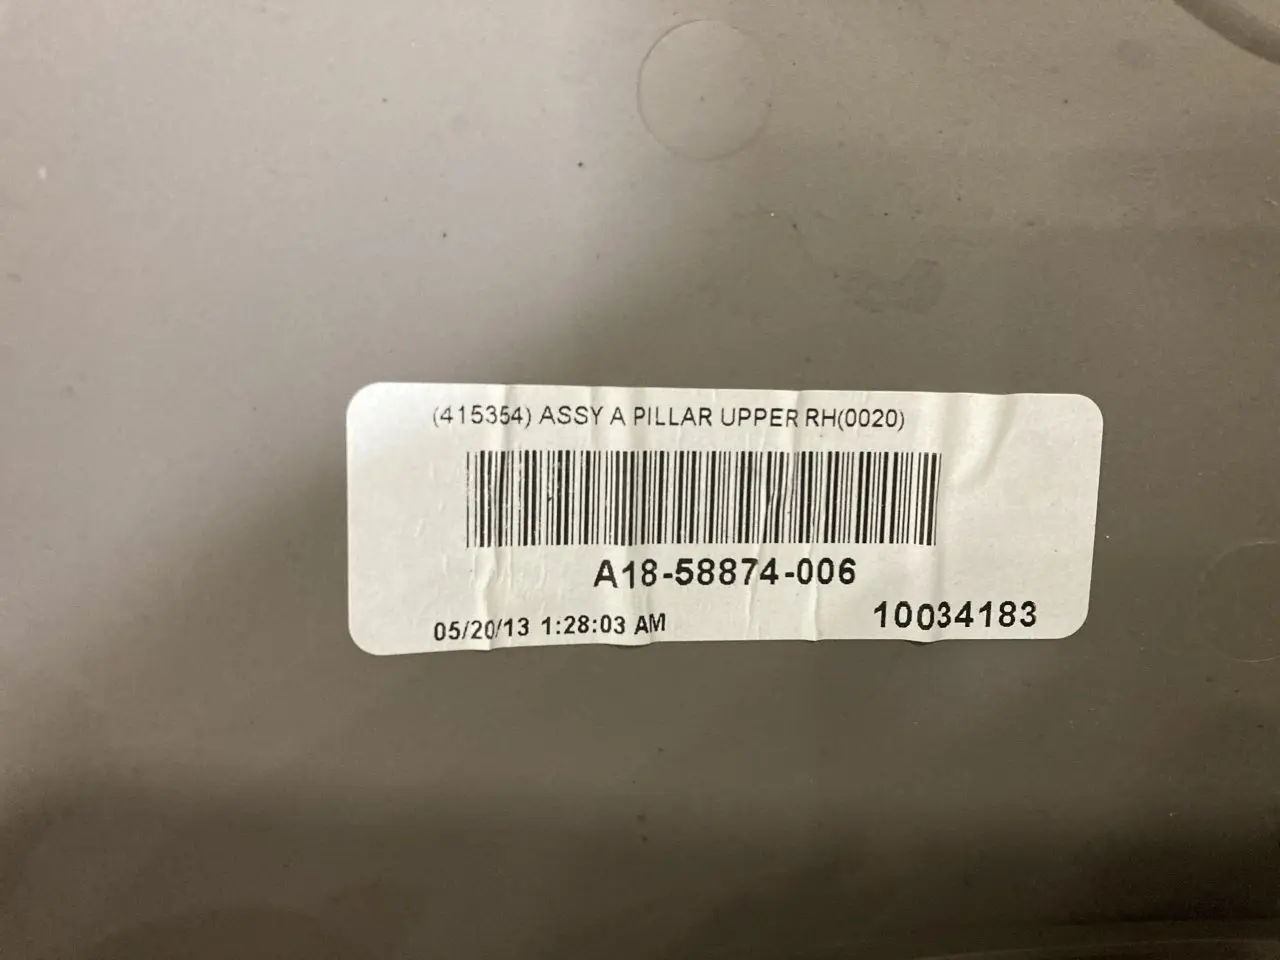 (415354) ASSY A PILLAR UPPER RH(0020)
A18-58874-006
05/20/13 1:28:03 AM
10034183